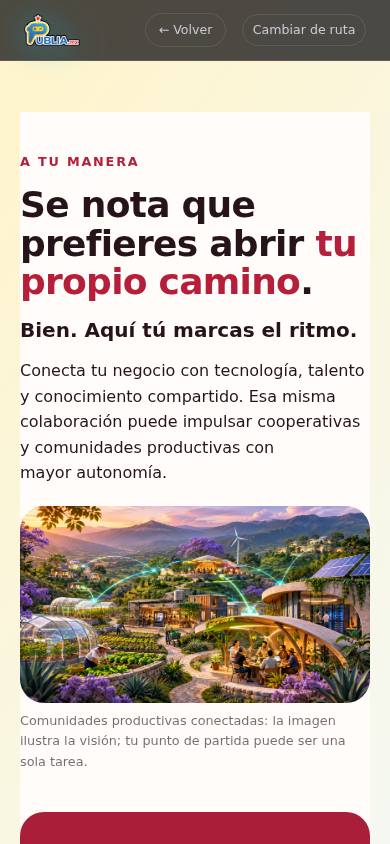 PUBLIA.mx
← Volver
Cambiar de ruta
A TU MANERA
Se nota que
prefieres abrir tu
propio camino.
Bien. Aquí tú marcas el ritmo.
Conecta tu negocio con tecnología, talento
y conocimiento compartido. Esa misma
colaboración puede impulsar cooperativas
y comunidades productivas con
mayor autonomía.
Comunidades productivas conectadas: la imagen
ilustra la visión; tu punto de partida puede ser una
sola tarea.